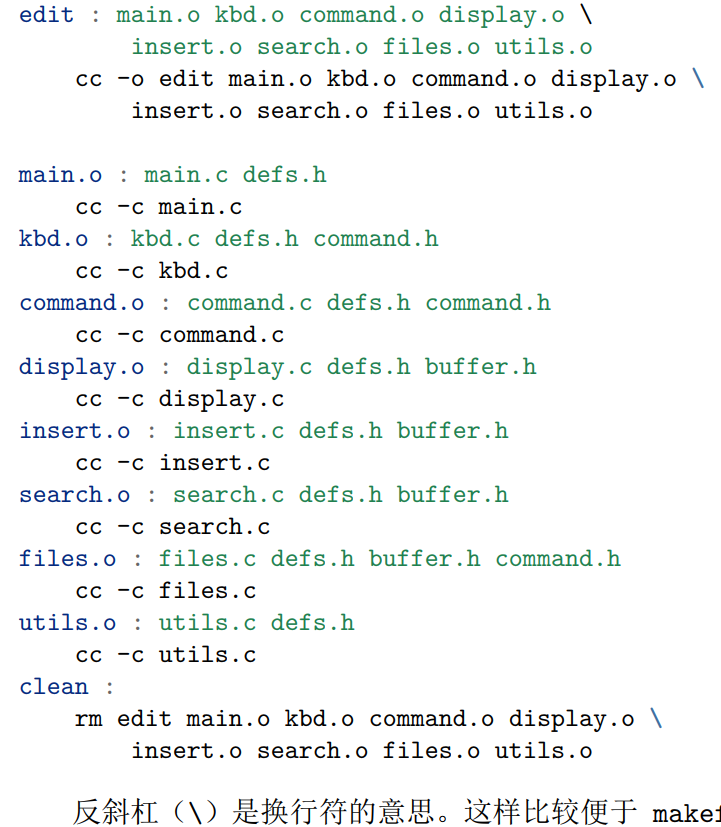 edit : main.o kbd.o command.o display.o \
        insert.o search.o files.o utils.o
    cc -o edit main.o kbd.o command.o display.o \
        insert.o search.o files.o utils.o

main.o : main.c defs.h
    cc -c main.c
kbd.o : kbd.c defs.h command.h
    cc -c kbd.c
command.o : command.c defs.h command.h
    cc -c command.c
display.o : display.c defs.h buffer.h
    cc -c display.c
insert.o : insert.c defs.h buffer.h
    cc -c insert.c
search.o : search.c defs.h buffer.h
    cc -c search.c
files.o : files.c defs.h buffer.h command.h
    cc -c files.c
utils.o : utils.c defs.h
    cc -c utils.c
clean :
    rm edit main.o kbd.o command.o display.o \
        insert.o search.o files.o utils.o

反斜杠（\）是换行符的意思。这样比较便于